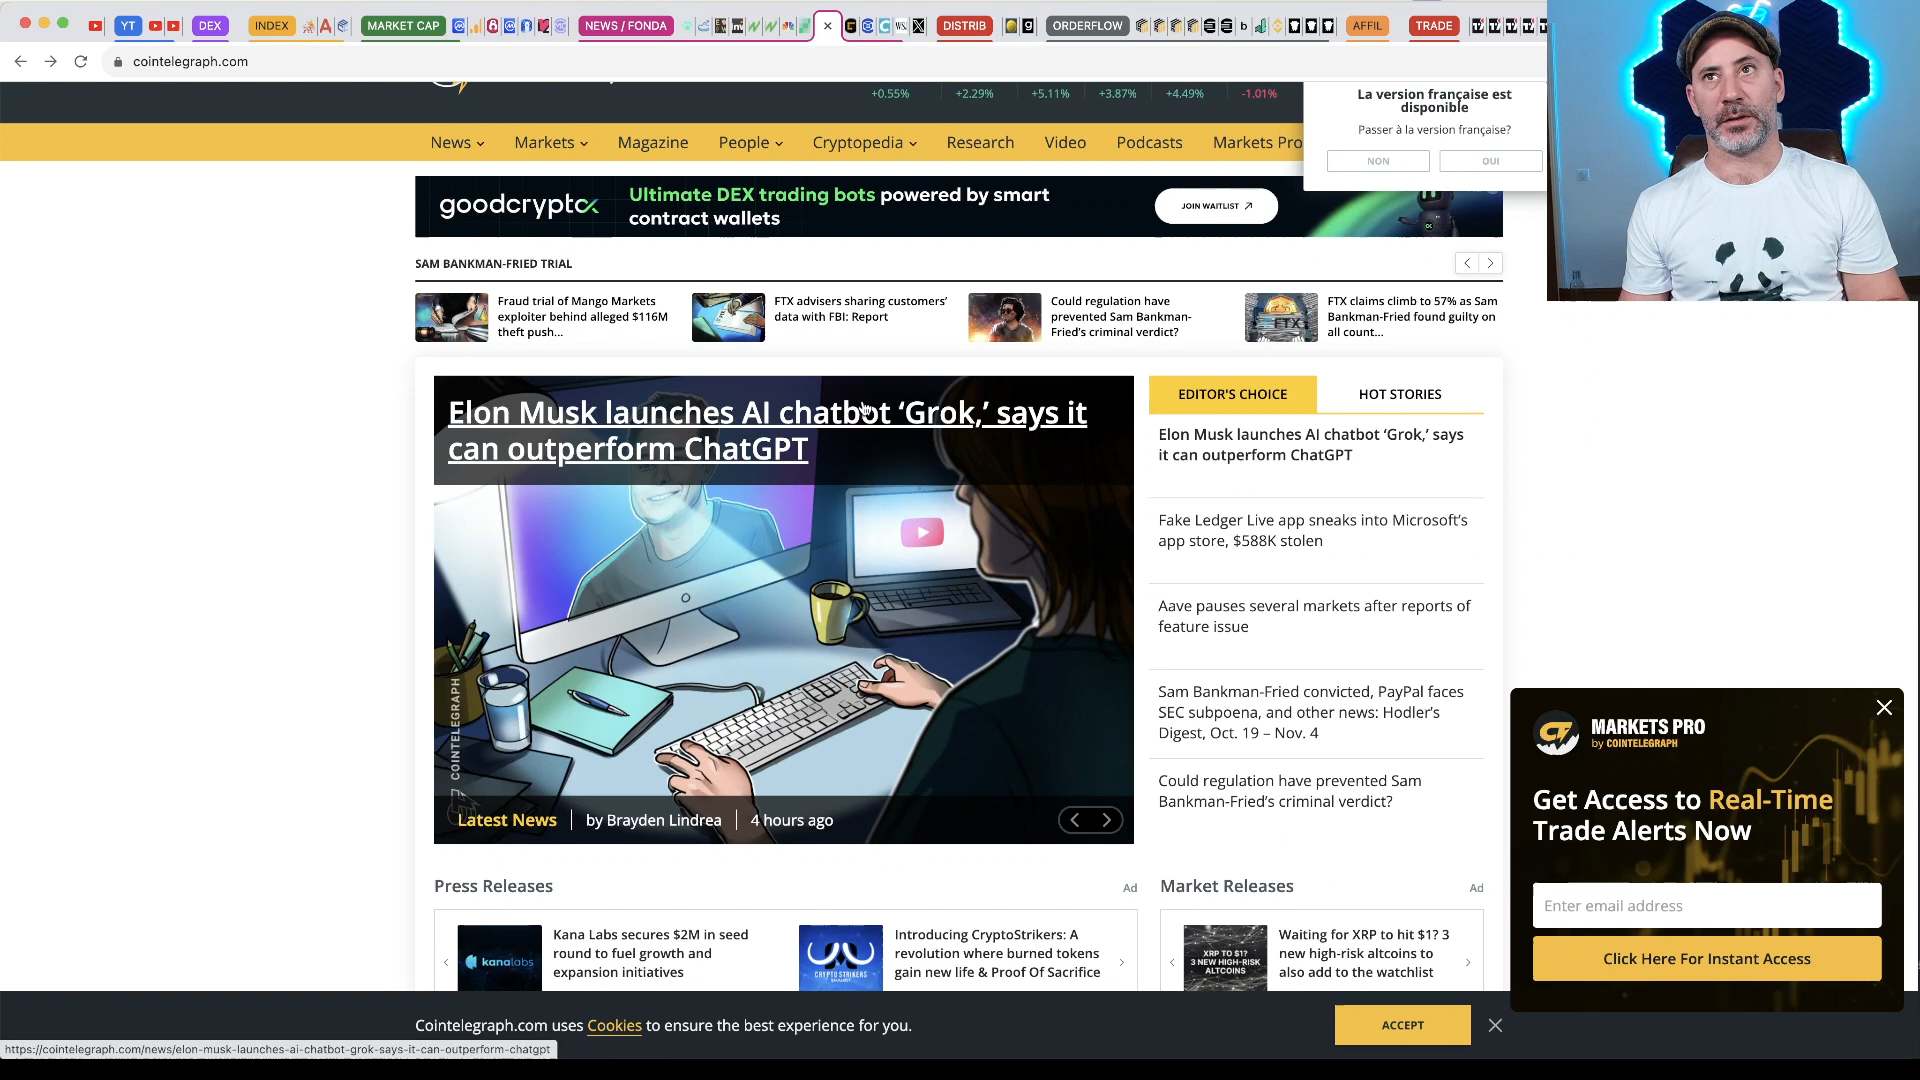 YT
DEX
INDEX
MARKET CAP
NEWS / FONDA
DISTRIB
ORDERFLOW
AFFIL
TRADE
cointelegraph.com
+0.55%
+2.29%
+5.11%
+3.87%
+4.49%
-1.01%
La version française est
disponible
Passer à la version française?
NON
OUI
News
Markets
Magazine
People
Cryptopedia
Research
Video
Podcasts
Markets Pro
goodcryptox
Ultimate DEX trading bots powered by smart
contract wallets
JOIN WAITLIST
SAM BANKMAN-FRIED TRIAL
Fraud trial of Mango Markets
exploiter behind alleged $116M
theft push...
FTX advisers sharing customers’
data with FBI: Report
Could regulation have
prevented Sam Bankman-
Fried’s criminal verdict?
FTX
FTX claims climb to 57% as Sam
Bankman-Fried found guilty on
all count...
Elon Musk launches AI chatbot ‘Grok,’ says it
can outperform ChatGPT
COINTELEGRAPH
Latest News
by Brayden Lindrea
4 hours ago
EDITOR'S CHOICE
HOT STORIES
Elon Musk launches AI chatbot ‘Grok,’ says
it can outperform ChatGPT
Fake Ledger Live app sneaks into Microsoft’s
app store, $588K stolen
Aave pauses several markets after reports of
feature issue
Sam Bankman-Fried convicted, PayPal faces
SEC subpoena, and other news: Hodler’s
Digest, Oct. 19 – Nov. 4
Could regulation have prevented Sam
Bankman-Fried’s criminal verdict?
Press Releases
Ad
kanalabs
Kana Labs secures $2M in seed
round to fuel growth and
expansion initiatives
CRYPTO STRIKERS
Introducing CryptoStrikers: A
revolution where burned tokens
gain new life & Proof Of Sacrifice
Market Releases
Ad
XRP TO $1?
3 NEW HIGH-RISK
ALTCOINS
Waiting for XRP to hit $1? 3
new high-risk altcoins to
also add to the watchlist
MARKETS PRO
by COINTELEGRAPH
Get Access to Real-Time
Trade Alerts Now
Enter email address
Click Here For Instant Access
Cointelegraph.com uses Cookies to ensure the best experience for you.
ACCEPT
https://cointelegraph.com/news/elon-musk-launches-ai-chatbot-grok-says-it-can-outperform-chatgpt